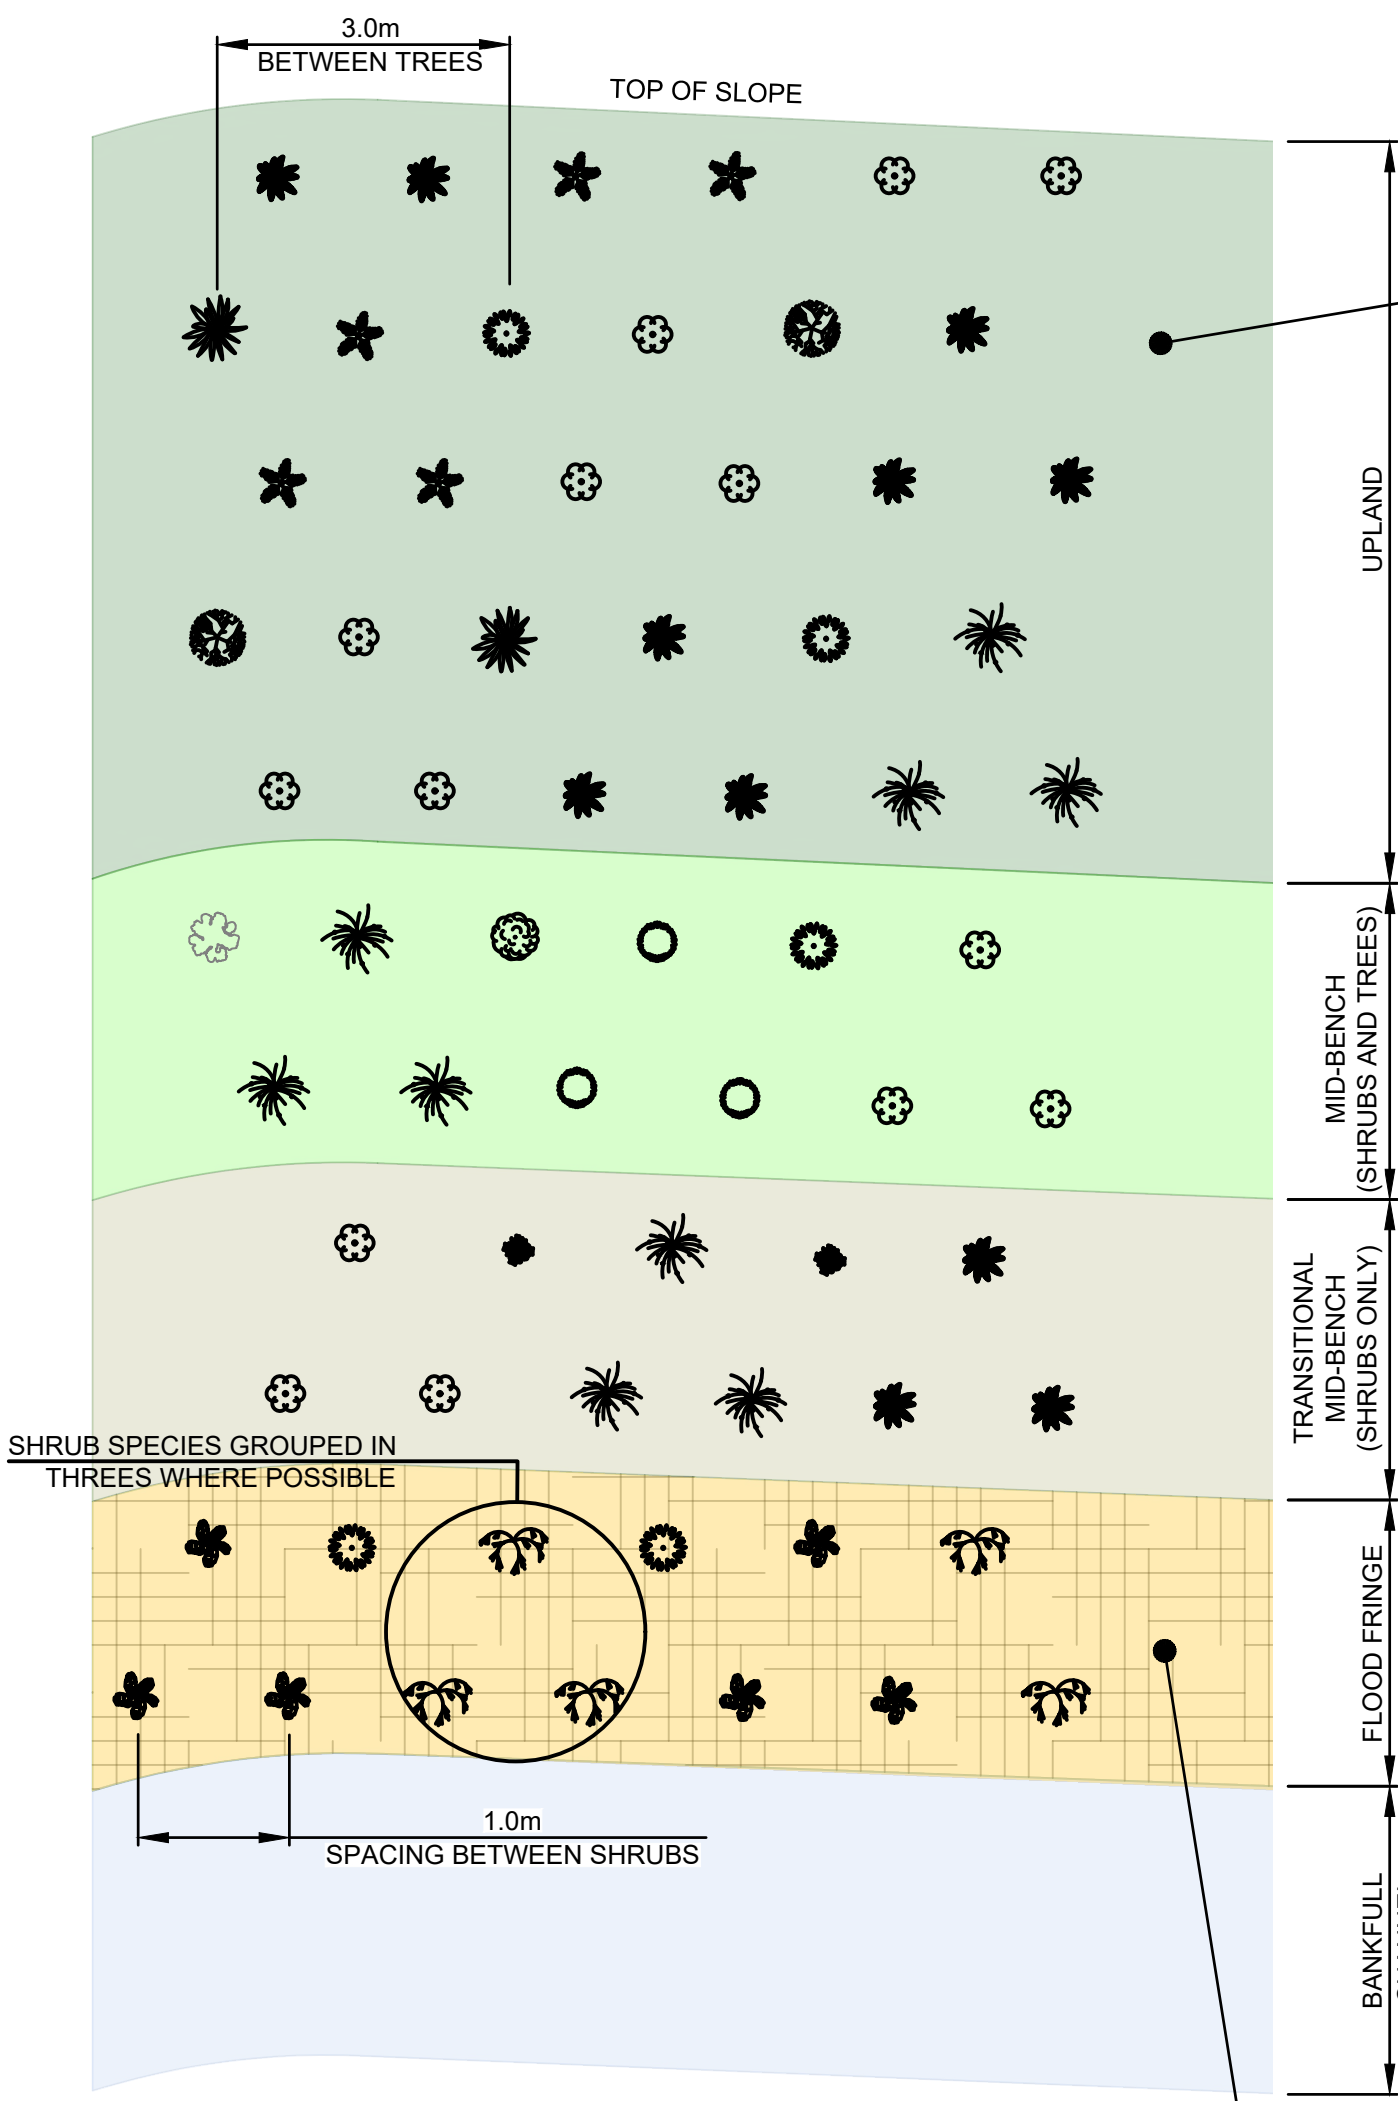 3.0m
BETWEEN TREES
TOP OF SLOPE
UPLAND
MID-BENCH
(SHRUBS AND TREES)
TRANSITIONAL
MID-BENCH
(SHRUBS ONLY)
SHRUB SPECIES GROUPED IN
THREES WHERE POSSIBLE
FLOOD FRINGE
1.0m
SPACING BETWEEN SHRUBS
BANKFULL